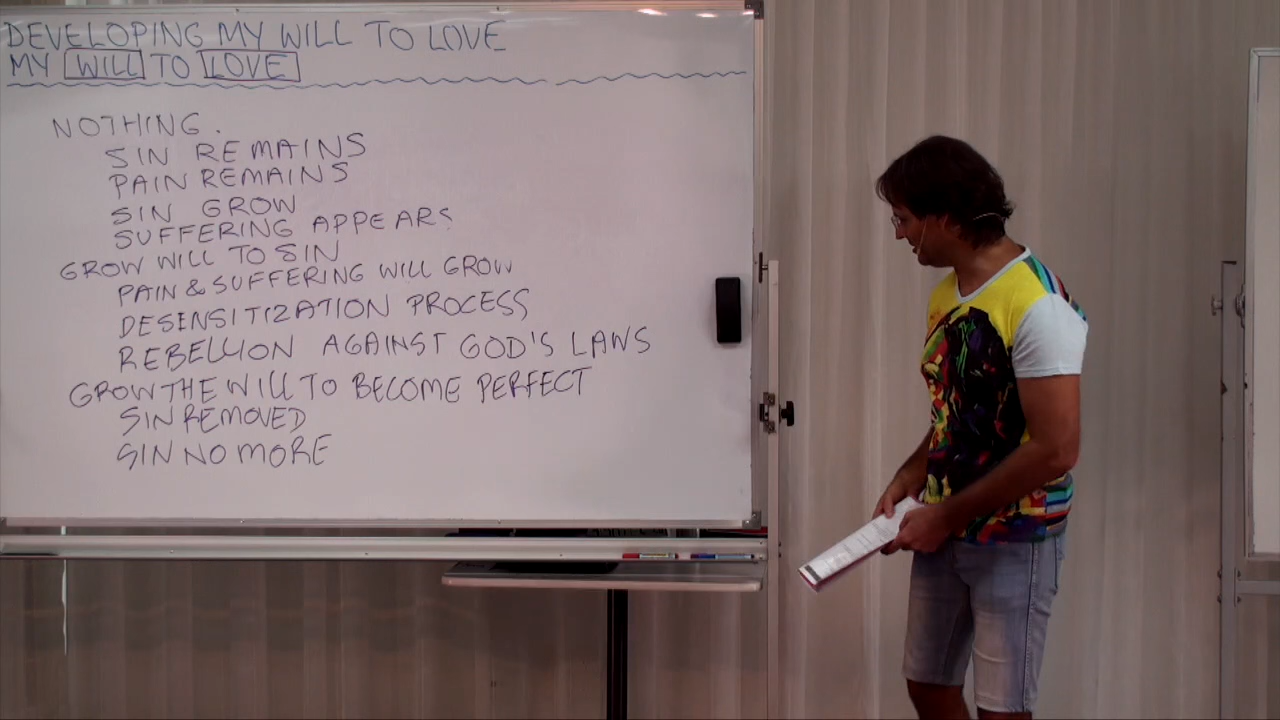 DEVELOPING MY WILL TO LOVE
MY WILL TO LOVE
NOTHING.
SIN REMAINS
PAIN REMAINS
SIN GROW
SUFFERING APPEARS
GROW WILL TO SIN
PAIN & SUFFERING WILL GROW
DESENSITIZATION PROCESS
REBELLION AGAINST GOD'S LAWS
GROW THE WILL TO BECOME PERFECT
SIN REMOVED
SIN NO MORE